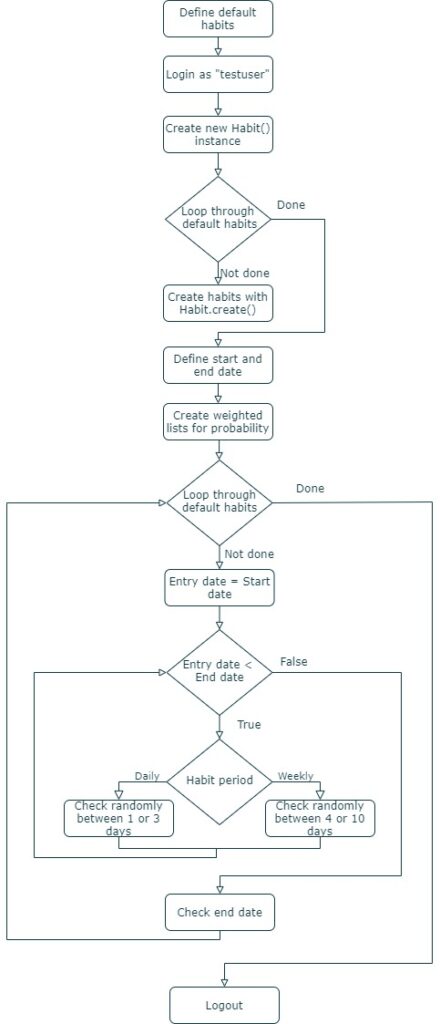 Define default
habits
Login as "testuser"
Create new Habit()
instance
Loop through
default habits
Done
Not done
Create habits with
Habit.create()
Define start and
end date
Create weighted
lists for probability
Loop through
default habits
Done
Not done
Entry date = Start
date
Entry date <
End date
False
True
Habit period
Daily
Weekly
Check randomly
between 1 or 3
days
Check randomly
between 4 or 10
days
Check end date
Logout